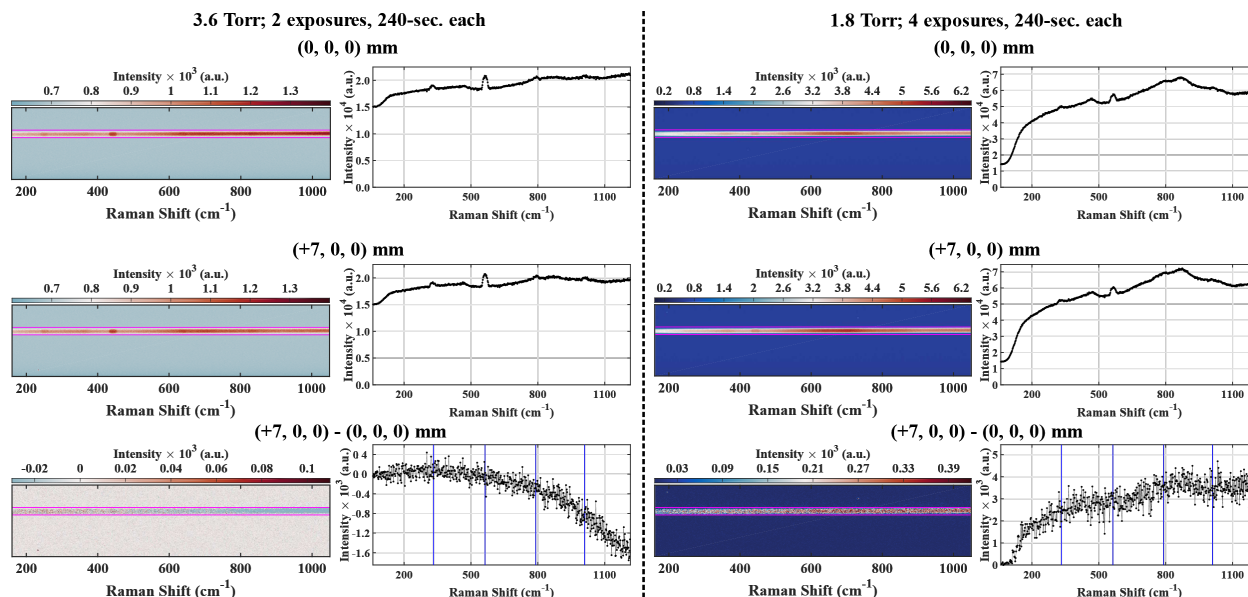 3.6 Torr; 2 exposures, 240-sec. each
(0, 0, 0) mm
Intensity × 10³ (a.u.)
0.7 0.8 0.9 1 1.1 1.2 1.3
200 400 600 800 1000
Raman Shift (cm⁻¹)
Intensity × 10⁴ (a.u.)
2.0
1.5
1.0
0.5
0.0
200 500 800 1100
Raman Shift (cm⁻¹)
(+7, 0, 0) mm
Intensity × 10³ (a.u.)
0.7 0.8 0.9 1 1.1 1.2 1.3
200 400 600 800 1000
Raman Shift (cm⁻¹)
Intensity × 10⁴ (a.u.)
2.0
1.5
1.0
0.5
0.0
200 500 800 1100
Raman Shift (cm⁻¹)
(+7, 0, 0) - (0, 0, 0) mm
Intensity × 10³ (a.u.)
-0.02 0 0.02 0.04 0.06 0.08 0.1
200 400 600 800 1000
Raman Shift (cm⁻¹)
Intensity × 10³ (a.u.)
0.4
0.0
-0.4
-0.8
-1.2
-1.6
200 500 800 1100
Raman Shift (cm⁻¹)
1.8 Torr; 4 exposures, 240-sec. each
(0, 0, 0) mm
Intensity × 10³ (a.u.)
0.2 0.8 1.4 2 2.6 3.2 3.8 4.4 5 5.6 6.2
200 400 600 800 1000
Raman Shift (cm⁻¹)
Intensity × 10⁴ (a.u.)
7
6
5
4
3
2
1
0
200 500 800 1100
Raman Shift (cm⁻¹)
(+7, 0, 0) mm
Intensity × 10³ (a.u.)
0.2 0.8 1.4 2 2.6 3.2 3.8 4.4 5 5.6 6.2
200 400 600 800 1000
Raman Shift (cm⁻¹)
Intensity × 10⁴ (a.u.)
7
6
5
4
3
2
1
0
200 500 800 1100
Raman Shift (cm⁻¹)
(+7, 0, 0) - (0, 0, 0) mm
Intensity × 10³ (a.u.)
0.03 0.09 0.15 0.21 0.27 0.33 0.39
200 400 600 800 1000
Raman Shift (cm⁻¹)
Intensity × 10³ (a.u.)
5
4
3
2
1
0
200 500 800 1100
Raman Shift (cm⁻¹)